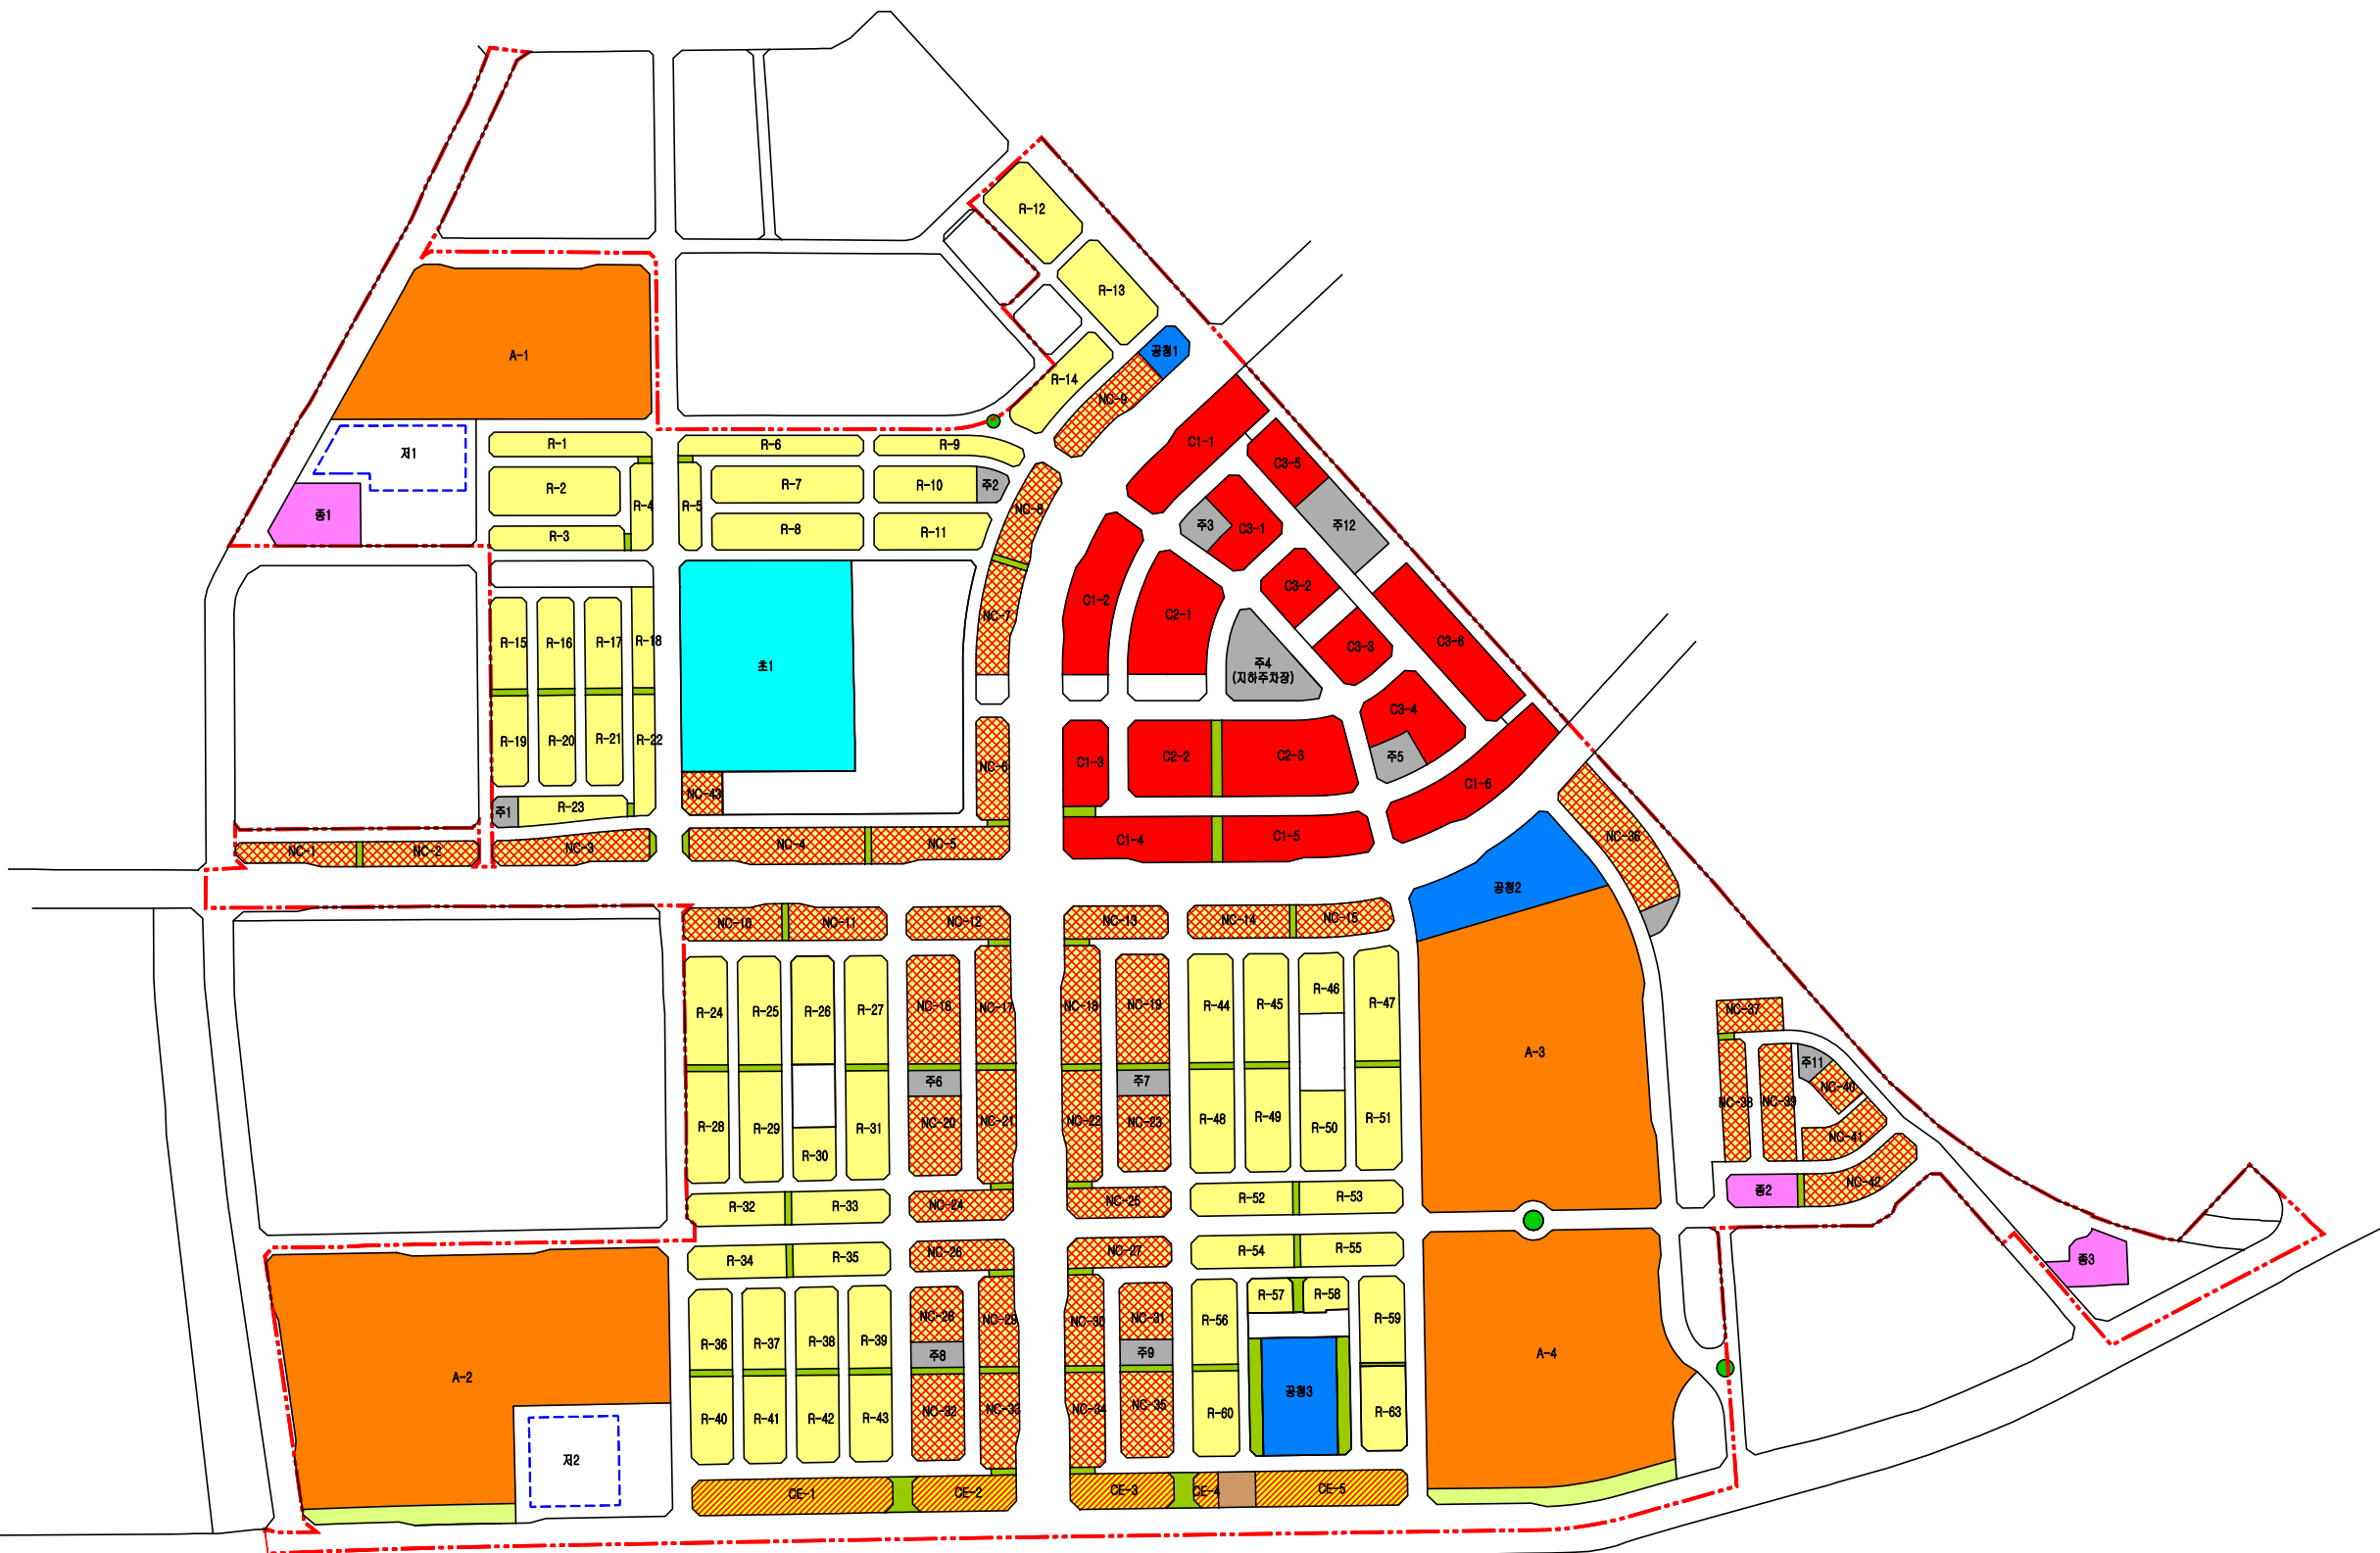 R-12
R-13
공청1
A-1
R-14
NC-9
C1-1
R-1
R-6
R-9
제1
C3-5
R-2
R-7
R-10
주2
R-4
R-5
NC-8
종1
주3
C3-1
주12
R-3
R-8
R-11
C3-2
C1-2
C2-1
NC-7
R-15
R-16
R-17
R-18
C3-3
C3-6
초1
주4
(지하주차장)
C3-4
R-19
R-20
R-21
R-22
주5
C2-2
C2-3
C1-3
NC-6
C1-6
NC-43
주1
R-23
NC-36
NC-1
NC-2
NC-3
NC-4
NC-5
C1-4
C1-5
공청2
NC-10
NC-11
NC-12
NC-13
NC-14
NC-15
R-24
R-25
R-26
R-27
NC-16
NC-17
NC-18
NC-19
R-44
R-45
R-46
R-47
NC-37
A-3
주11
주6
주7
NC-40
NC-38
NC-39
R-28
R-29
R-31
NC-20
NC-21
NC-22
NC-23
R-48
R-49
R-50
R-51
NC-41
R-30
NC-42
종2
R-32
R-33
NC-24
NC-25
R-52
R-53
R-34
R-35
NC-26
NC-27
R-54
R-55
종3
R-57
R-58
R-36
R-37
R-38
R-39
NC-28
NC-29
NC-30
NC-31
R-56
R-59
주8
주9
A-4
A-2
공청3
R-40
R-41
R-42
R-43
NC-32
NC-33
NC-34
NC-35
R-60
R-63
제2
CE-1
CE-2
CE-3
CE-4
CE-5